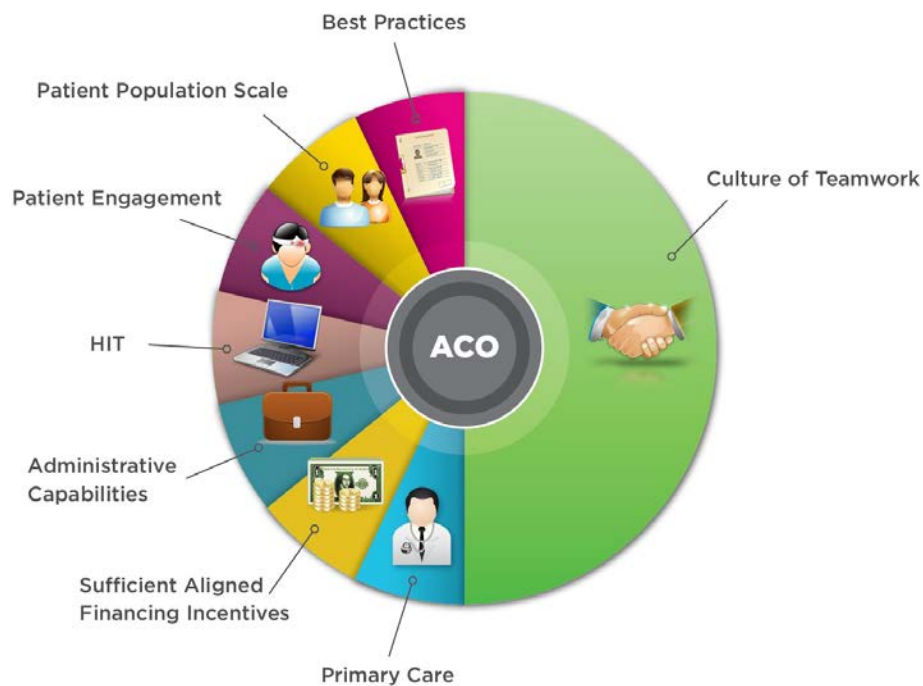 Best Practices
Patient Population Scale
Patient Engagement
Culture of Teamwork
HIT
ACO
Administrative
Capabilities
Sufficient Aligned
Financing Incentives
Primary Care